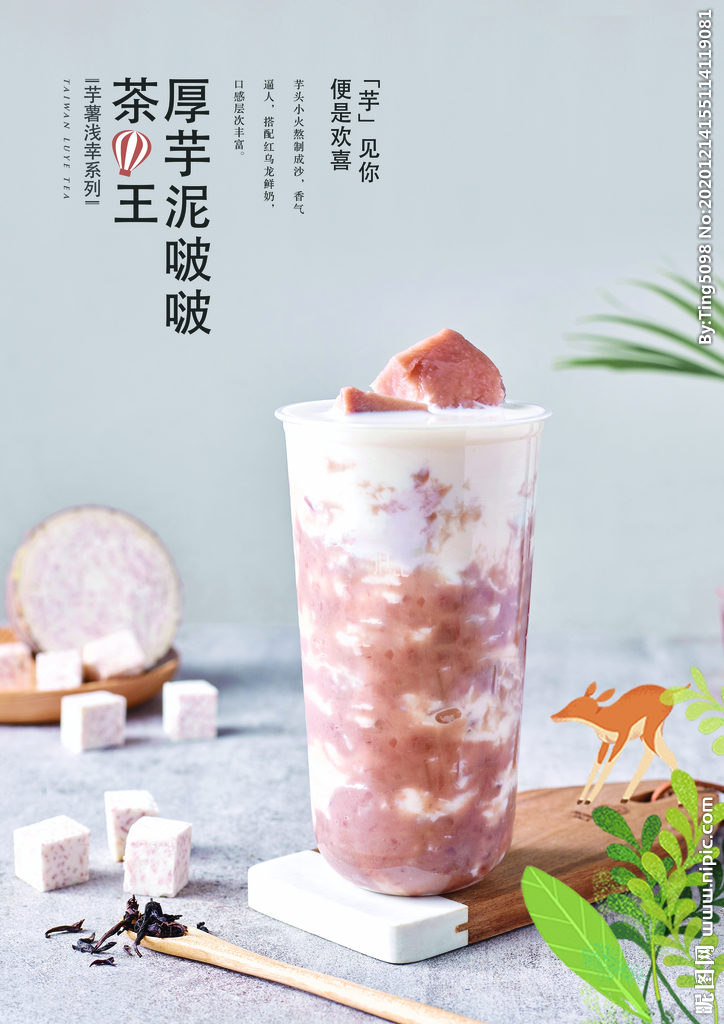 「芋」见你
便是欢喜
芋头小火熬制成沙，香气
逼人，搭配红乌龙鲜奶，
口感层次丰富。
厚芋泥啵啵
茶王
芋薯浅幸系列
TAIWAN LUYE TEA
By:Ting5098 No:20201214155114119081
昵图网 www.nipic.com